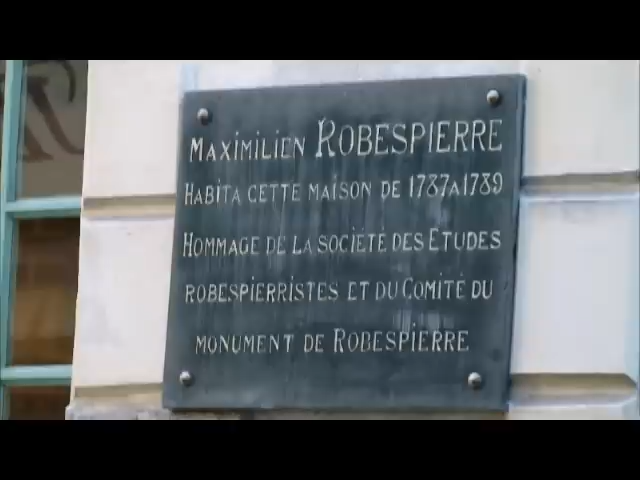 MAXIMILIEN ROBESPIERRE
HABITA CETTE MAISON DE 1787 A 1789
HOMMAGE DE LA SOCIÉTÉ DES ETUDES
ROBESPIERRISTES ET DU COMITÉ DU
MONUMENT DE ROBESPIERRE